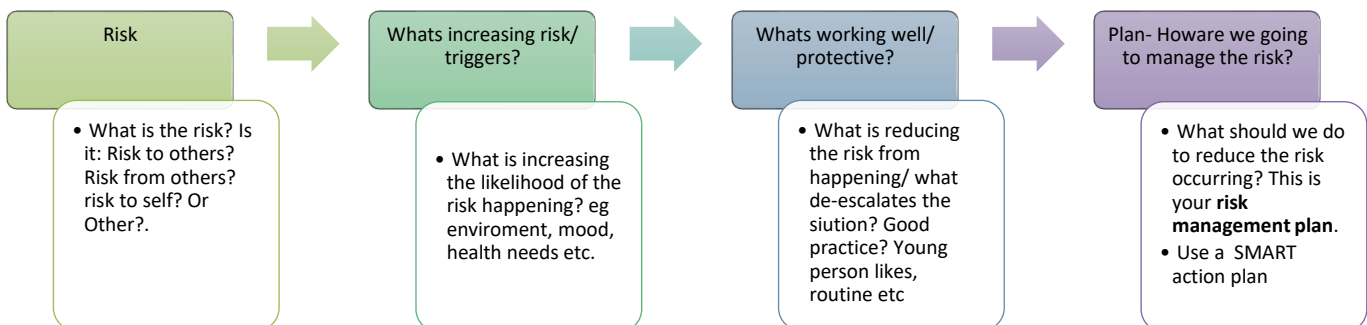 Risk
• What is the risk? Is
it: Risk to others?
Risk from others?
risk to self? Or
Other?.
Whats increasing risk/
triggers?
• What is increasing
the likelihood of the
risk happening? eg
enviroment, mood,
health needs etc.
Whats working well/
protective?
• What is reducing
the risk from
happening/ what
de-escalates the
siution? Good
practice? Young
person likes,
routine etc
Plan- Howare we going
to manage the risk?
• What should we do
to reduce the risk
occurring? This is
your risk
management plan.
• Use a  SMART
action plan